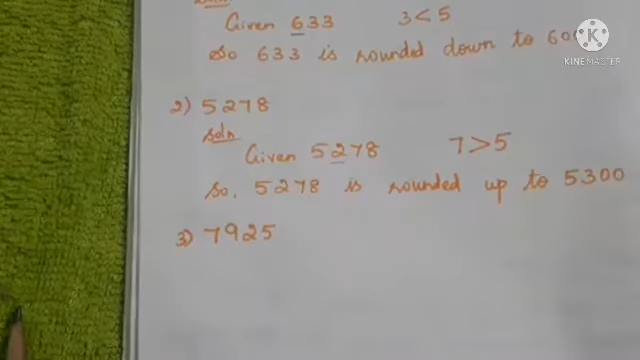 Given 633 3 < 5
So 633 is rounded down to
KINEMASTER
2) 5278
Soln
Given 5278 7 > 5
So, 5278 is rounded up to 5300
3) 7925